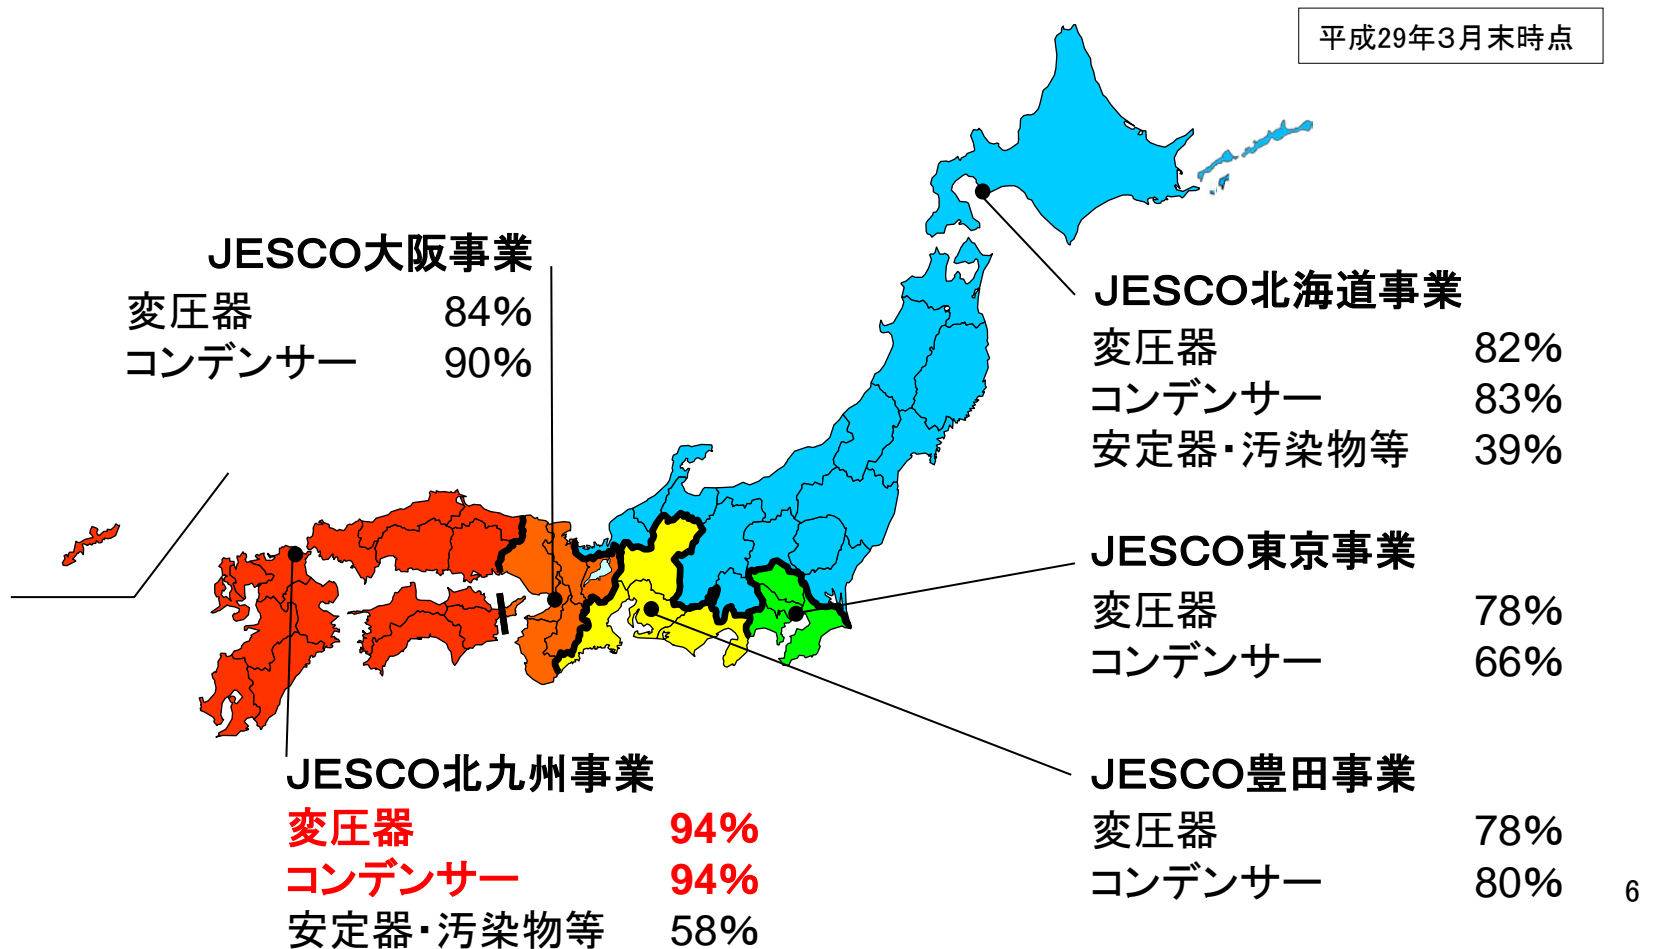 平成29年3月末時点
JESCO大阪事業
変圧器 84%
コンデンサー 90%
JESCO北海道事業
変圧器 82%
コンデンサー 83%
安定器・汚染物等 39%
JESCO東京事業
変圧器 78%
コンデンサー 66%
JESCO北九州事業
変圧器 94%
コンデンサー 94%
安定器・汚染物等 58%
JESCO豊田事業
変圧器 78%
コンデンサー 80%
6